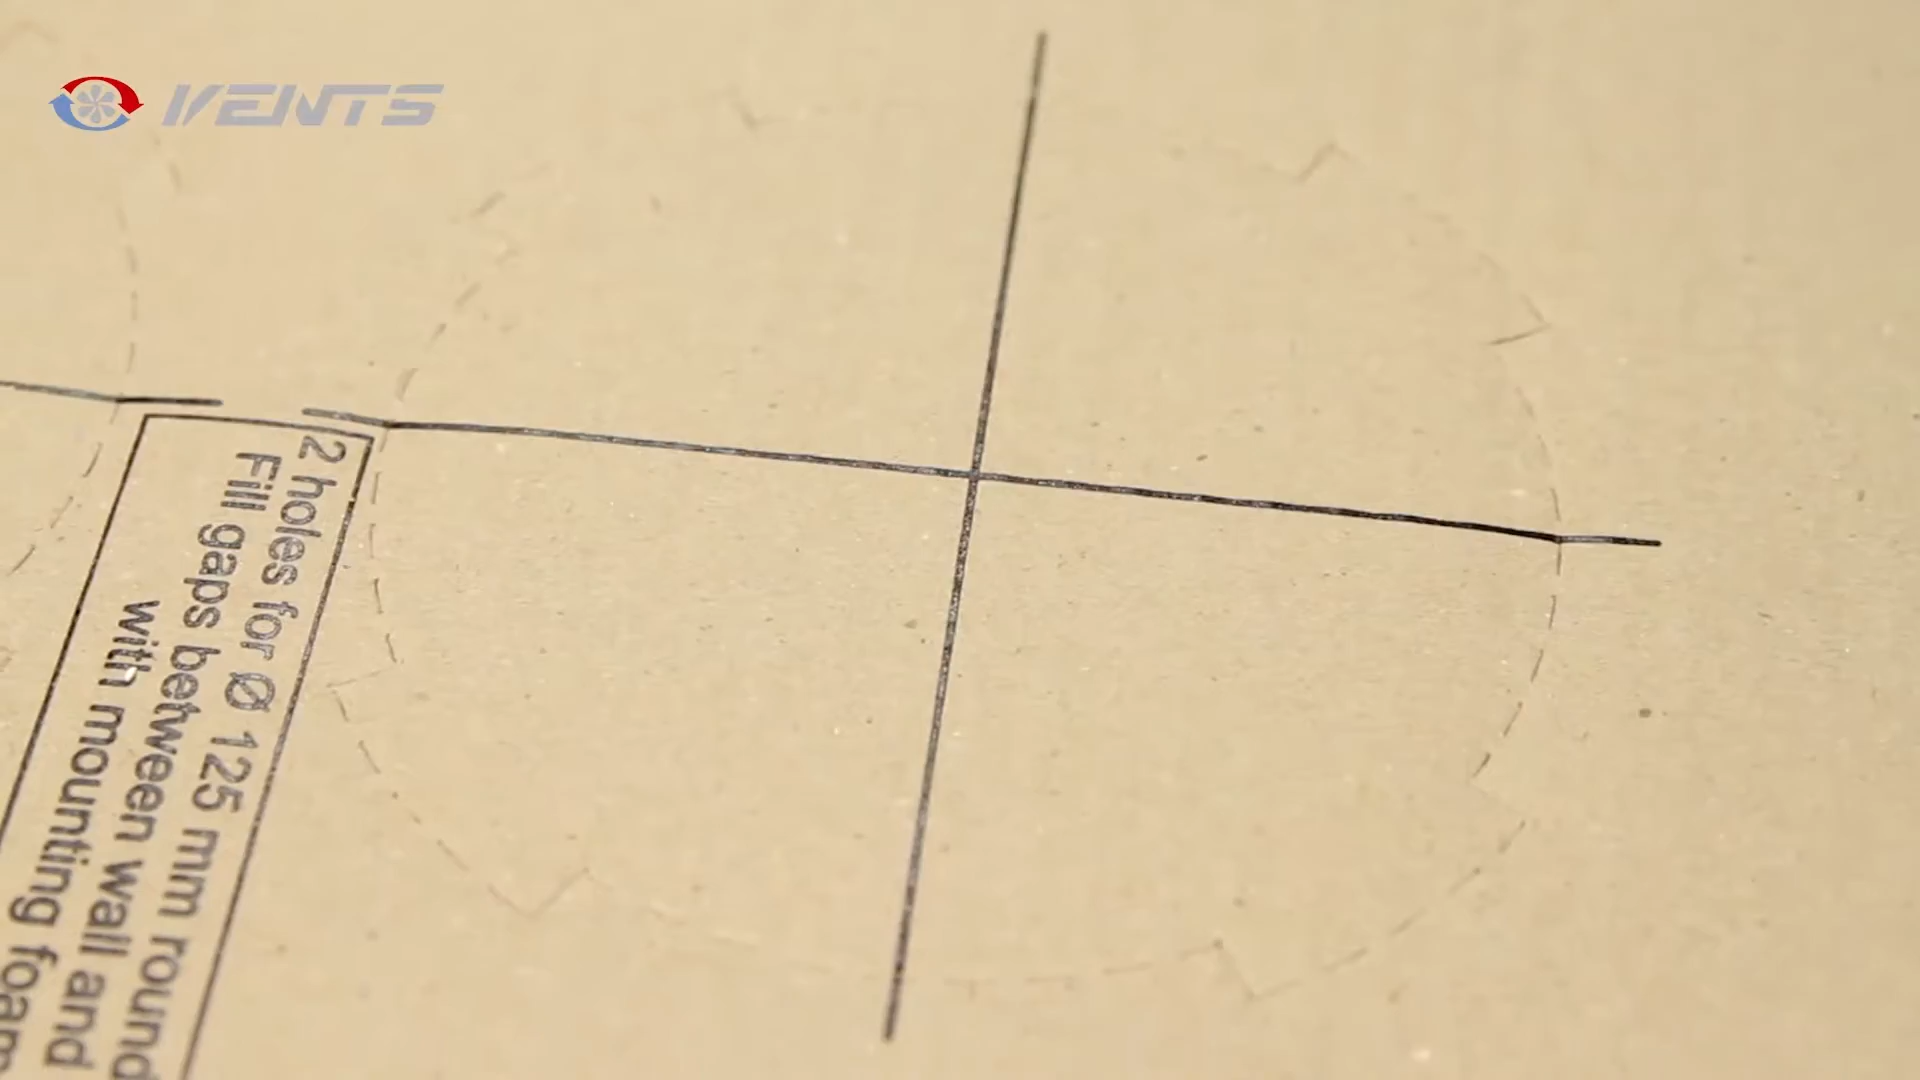 VENTS
2 holes for Ø 125 mm round
Fill gaps between wall and
with mounting foam